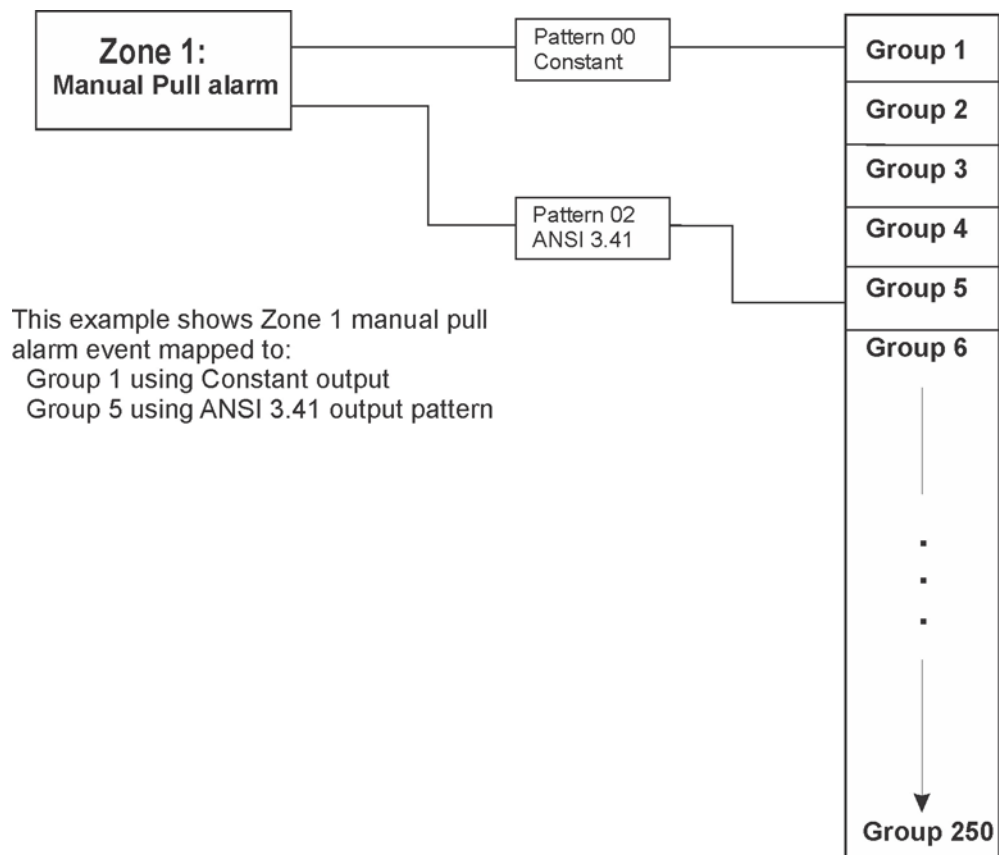 Zone 1:
Manual Pull alarm
Pattern 00
Constant
Pattern 02
ANSI 3.41
This example shows Zone 1 manual pull
alarm event mapped to:
Group 1 using Constant output
Group 5 using ANSI 3.41 output pattern
Group 1
Group 2
Group 3
Group 4
Group 5
Group 6
Group 250